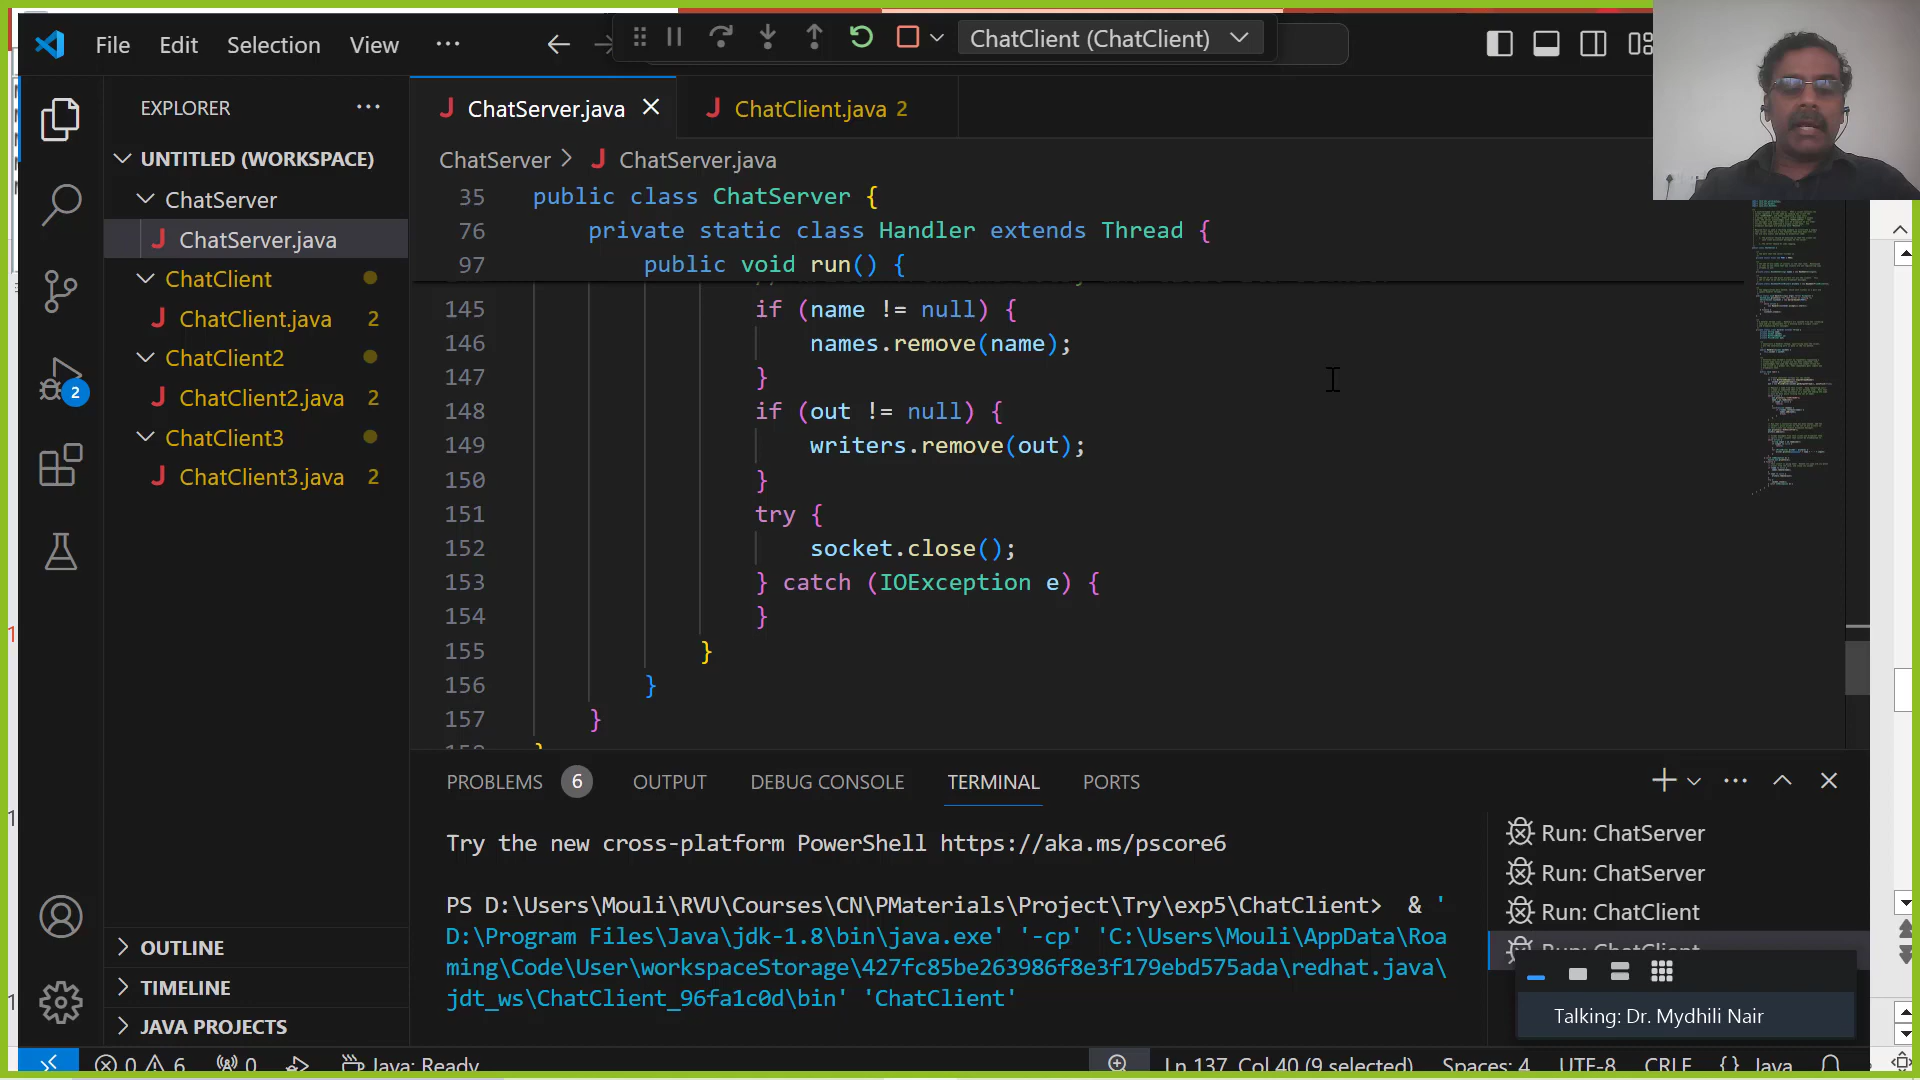 File Edit Selection View ···
ChatClient (ChatClient)
EXPLORER ···
UNTITLED (WORKSPACE)
ChatServer
ChatServer.java
ChatClient
ChatClient.java 2
ChatClient2
ChatClient2.java 2
ChatClient3
ChatClient3.java 2
2
OUTLINE
TIMELINE
JAVA PROJECTS
ChatServer.java
ChatClient.java 2
ChatServer > ChatServer.java
35 public class ChatServer {
76 private static class Handler extends Thread {
97 public void run() {
145 if (name != null) {
146 names.remove(name);
147 }
148 if (out != null) {
149 writers.remove(out);
150 }
151 try {
152 socket.close();
153 } catch (IOException e) {
154 }
155 }
156 }
157 }
PROBLEMS 6 OUTPUT DEBUG CONSOLE TERMINAL PORTS
Try the new cross-platform PowerShell https://aka.ms/pscore6
PS D:\Users\Mouli\RVU\Courses\CN\PMaterials\Project\Try\exp5\ChatClient> & '
D:\Program Files\Java\jdk-1.8\bin\java.exe' '-cp' 'C:\Users\Mouli\AppData\Roa
ming\Code\User\workspaceStorage\427fc85be263986f8e3f179ebd575ada\redhat.java\
jdt_ws\ChatClient_96fa1c0d\bin' 'ChatClient'
Run: ChatServer
Run: ChatServer
Run: ChatClient
Run: ChatClient
Talking: Dr. Mydhili Nair
0 6 0 Java: Ready Ln 137, Col 40 (9 selected) Spaces: 4 UTF-8 CRLF {} Java